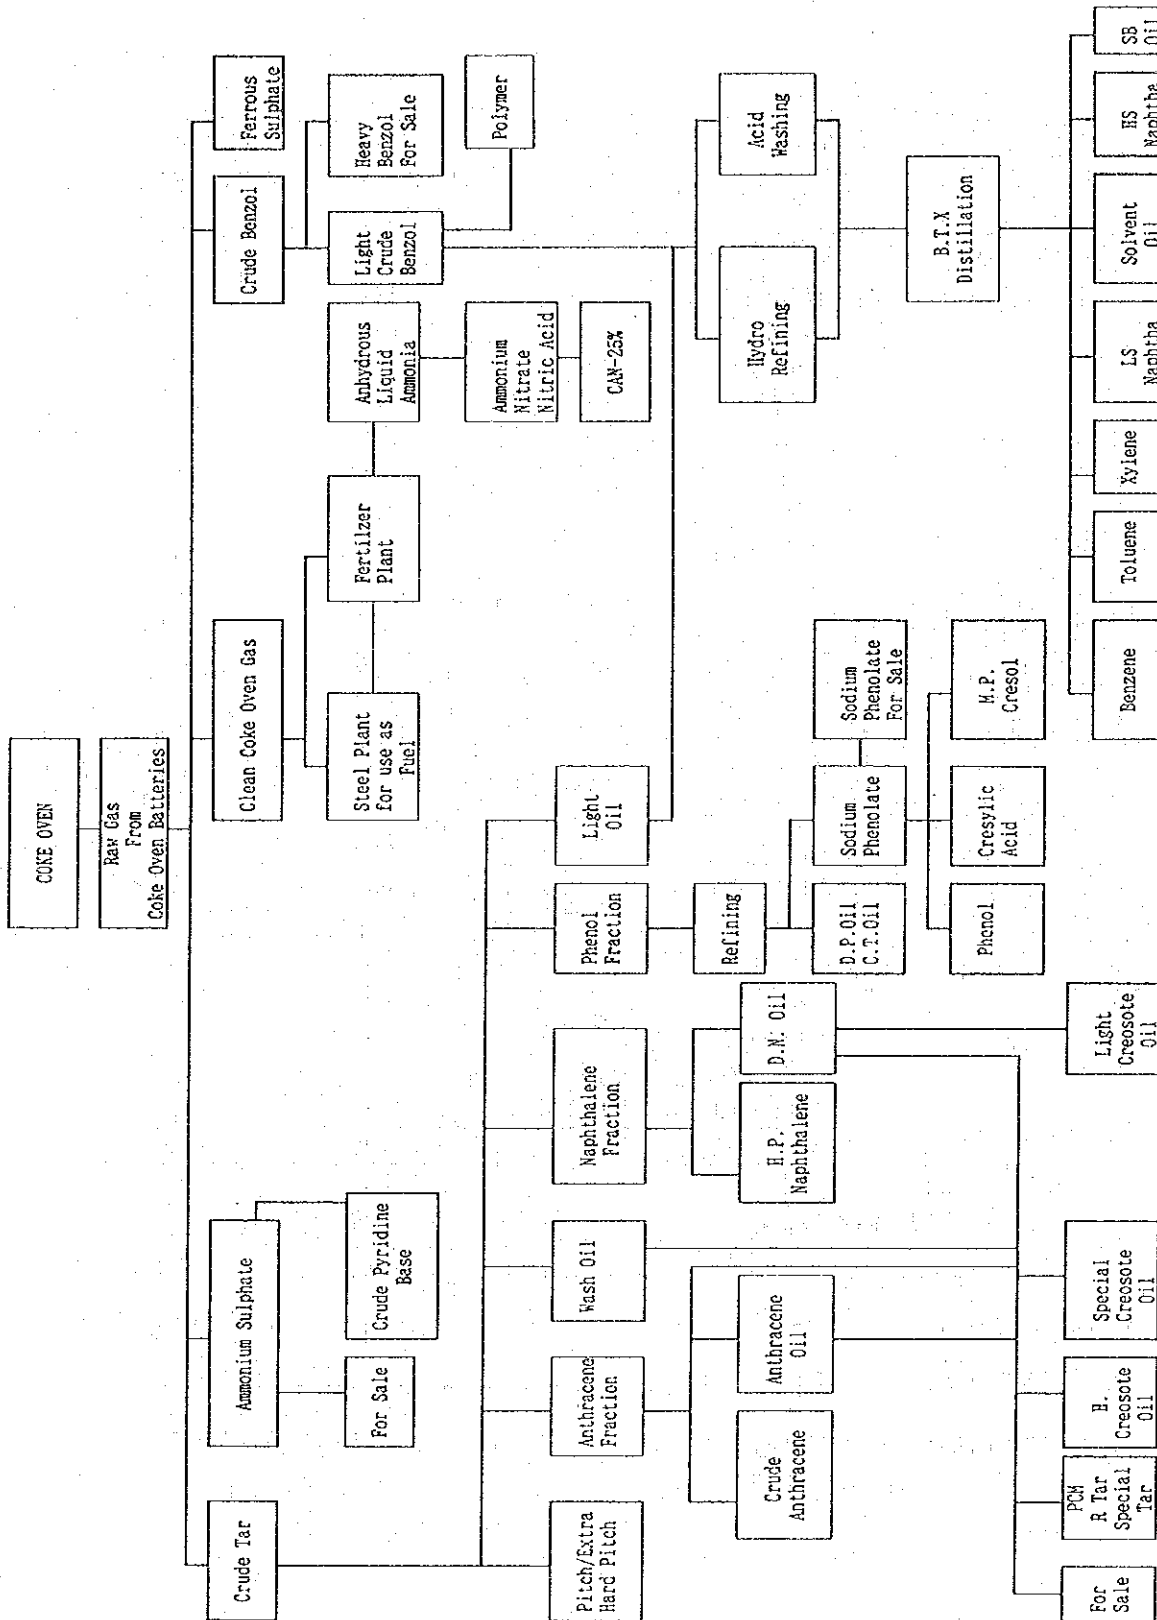 COKE OVEN
Raw Gas
From
Coke Oven Batteries
Crude Tar
Ammonium Sulphate
Clean Coke Oven Gas
Crude Benzol
Ferrous
Sulphate
For Sale
Crude Pyridine
Base
Steel Plant
for use as
Fuel
Fertilzer
Plant
Anhydrous
Liquid
Ammonia
Light
Crude
Benzol
Heavy
Benzol
For Sale
Ammonium
Nitrate
Nitric Acid
Polymer
CAN-25%
Pitch/Extra
Hard Pitch
Anthracene
Fraction
Wash Oil
Naphthalene
Fraction
Phenol
Fraction
Light
Oil
Crude
Anthracene
Anthracene
Oil
H.P.
Naphthalene
D.N. Oil
Refining
Hydro
Refining
Acid
Washing
D.P.Oil
C.T.Oil
Sodium
Phenolate
Sodium
Phenolate
For Sale
B.T.X
Distillation
Phenol
Cresylic
Acid
M.P.
Cresol
For
Sale
PCM
R Tar
Special
Tar
H.
Creosote
Oil
Special
Creosote
Oil
Light
Creosote
Oil
Benzene
Toluene
Xylene
LS
Naphtha
Solvent
Oil
HS
Naphtha
SB
Oil